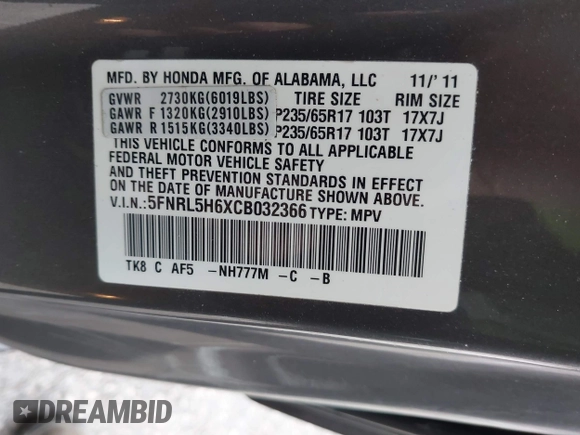 MFD. BY HONDA MFG. OF ALABAMA, LLC 11/'11
GVWR 2730KG(6019LBS) TIRE SIZE RIM SIZE
GAWR F 1320KG(2910LBS) P235/65R17 103T 17X7J
GAWR R 1515KG(3340LBS) P235/65R17 103T 17X7J
THIS VEHICLE CONFORMS TO ALL APPLICABLE
FEDERAL MOTOR VEHICLE SAFETY
AND THEFT PREVENTION STANDARDS IN EFFECT
ON THE DATE OF MANUFACTURE SHOWN ABOVE.
V.I.N.:5FNRL5H6XCB032366 TYPE: MPV
TK8 C AF5 -NH777M -C -B
DREAMBID